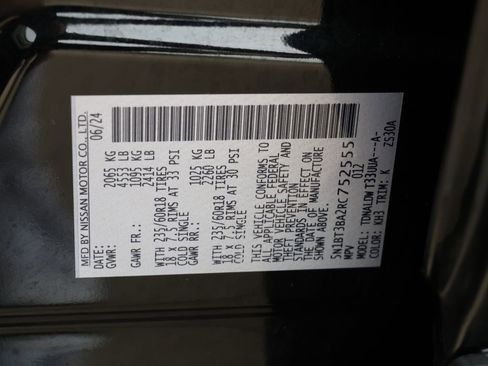 MFD BY NISSAN MOTOR CO., LTD.
06/24
GVWR: 2065 KG
4553 LB
GAWR FR.: 1095 KG
2414 LB
WITH 235/60R18 TIRES
18 X 7.5 RIMS AT 33 PSI
COLD SINGLE
GAWR RR.: 1025 KG
2260 LB
WITH 235/60R18 TIRES
18 X 7.5 RIMS AT 30 PSI
COLD SINGLE
THIS VEHICLE CONFORMS TO
ALL APPLICABLE FEDERAL
MOTOR VEHICLE SAFETY AND
THEFT PREVENTION
STANDARDS IN EFFECT ON
THE DATE OF MANUFACTURE
SHOWN ABOVE.
5N1BT3BA2RC752555
MPV 01Z
MODEL: TDNALDW T33UUA---A-
COLOR: KH3 TRIM: K
ZS30A